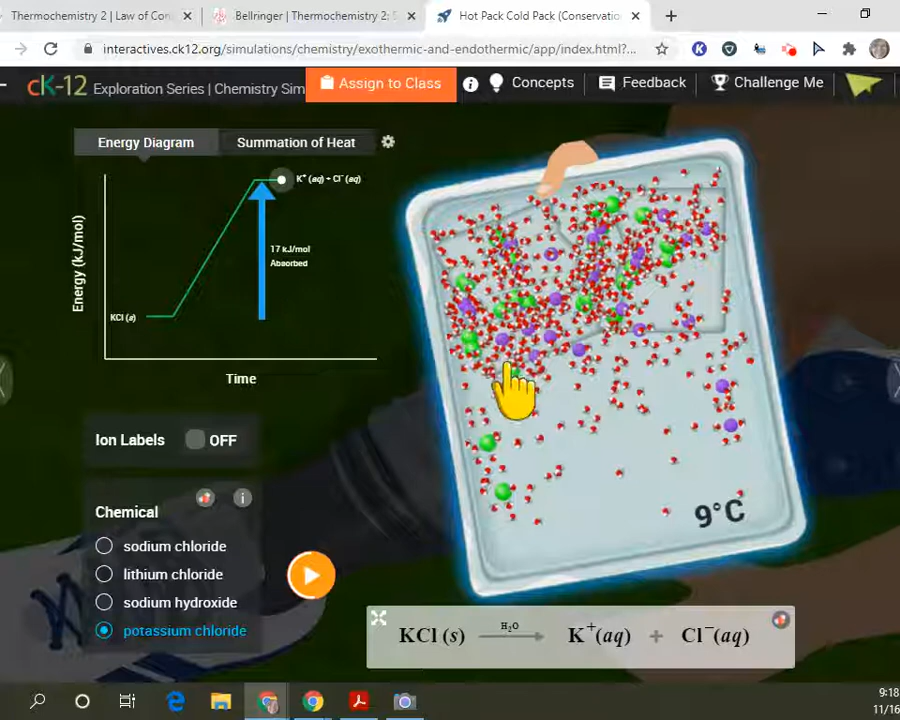 Thermochemistry 2 | Law of Con
Bellringer | Thermochemistry 2:
Hot Pack Cold Pack (Conservatio
interactives.ck12.org/simulations/chemistry/exothermic-and-endothermic/app/index.html?...
cK-12 Exploration Series | Chemistry Sim
Assign to Class
Concepts
Feedback
Challenge Me
Energy Diagram
Summation of Heat
Energy (kJ/mol)
K⁺ (aq) + Cl⁻ (aq)
17 kJ/mol
Absorbed
KCl (s)
Time
Ion Labels OFF
Chemical
sodium chloride
lithium chloride
sodium hydroxide
potassium chloride
9°C
KCl (s) H₂O → K⁺(aq) + Cl⁻(aq)
9:18
11/16